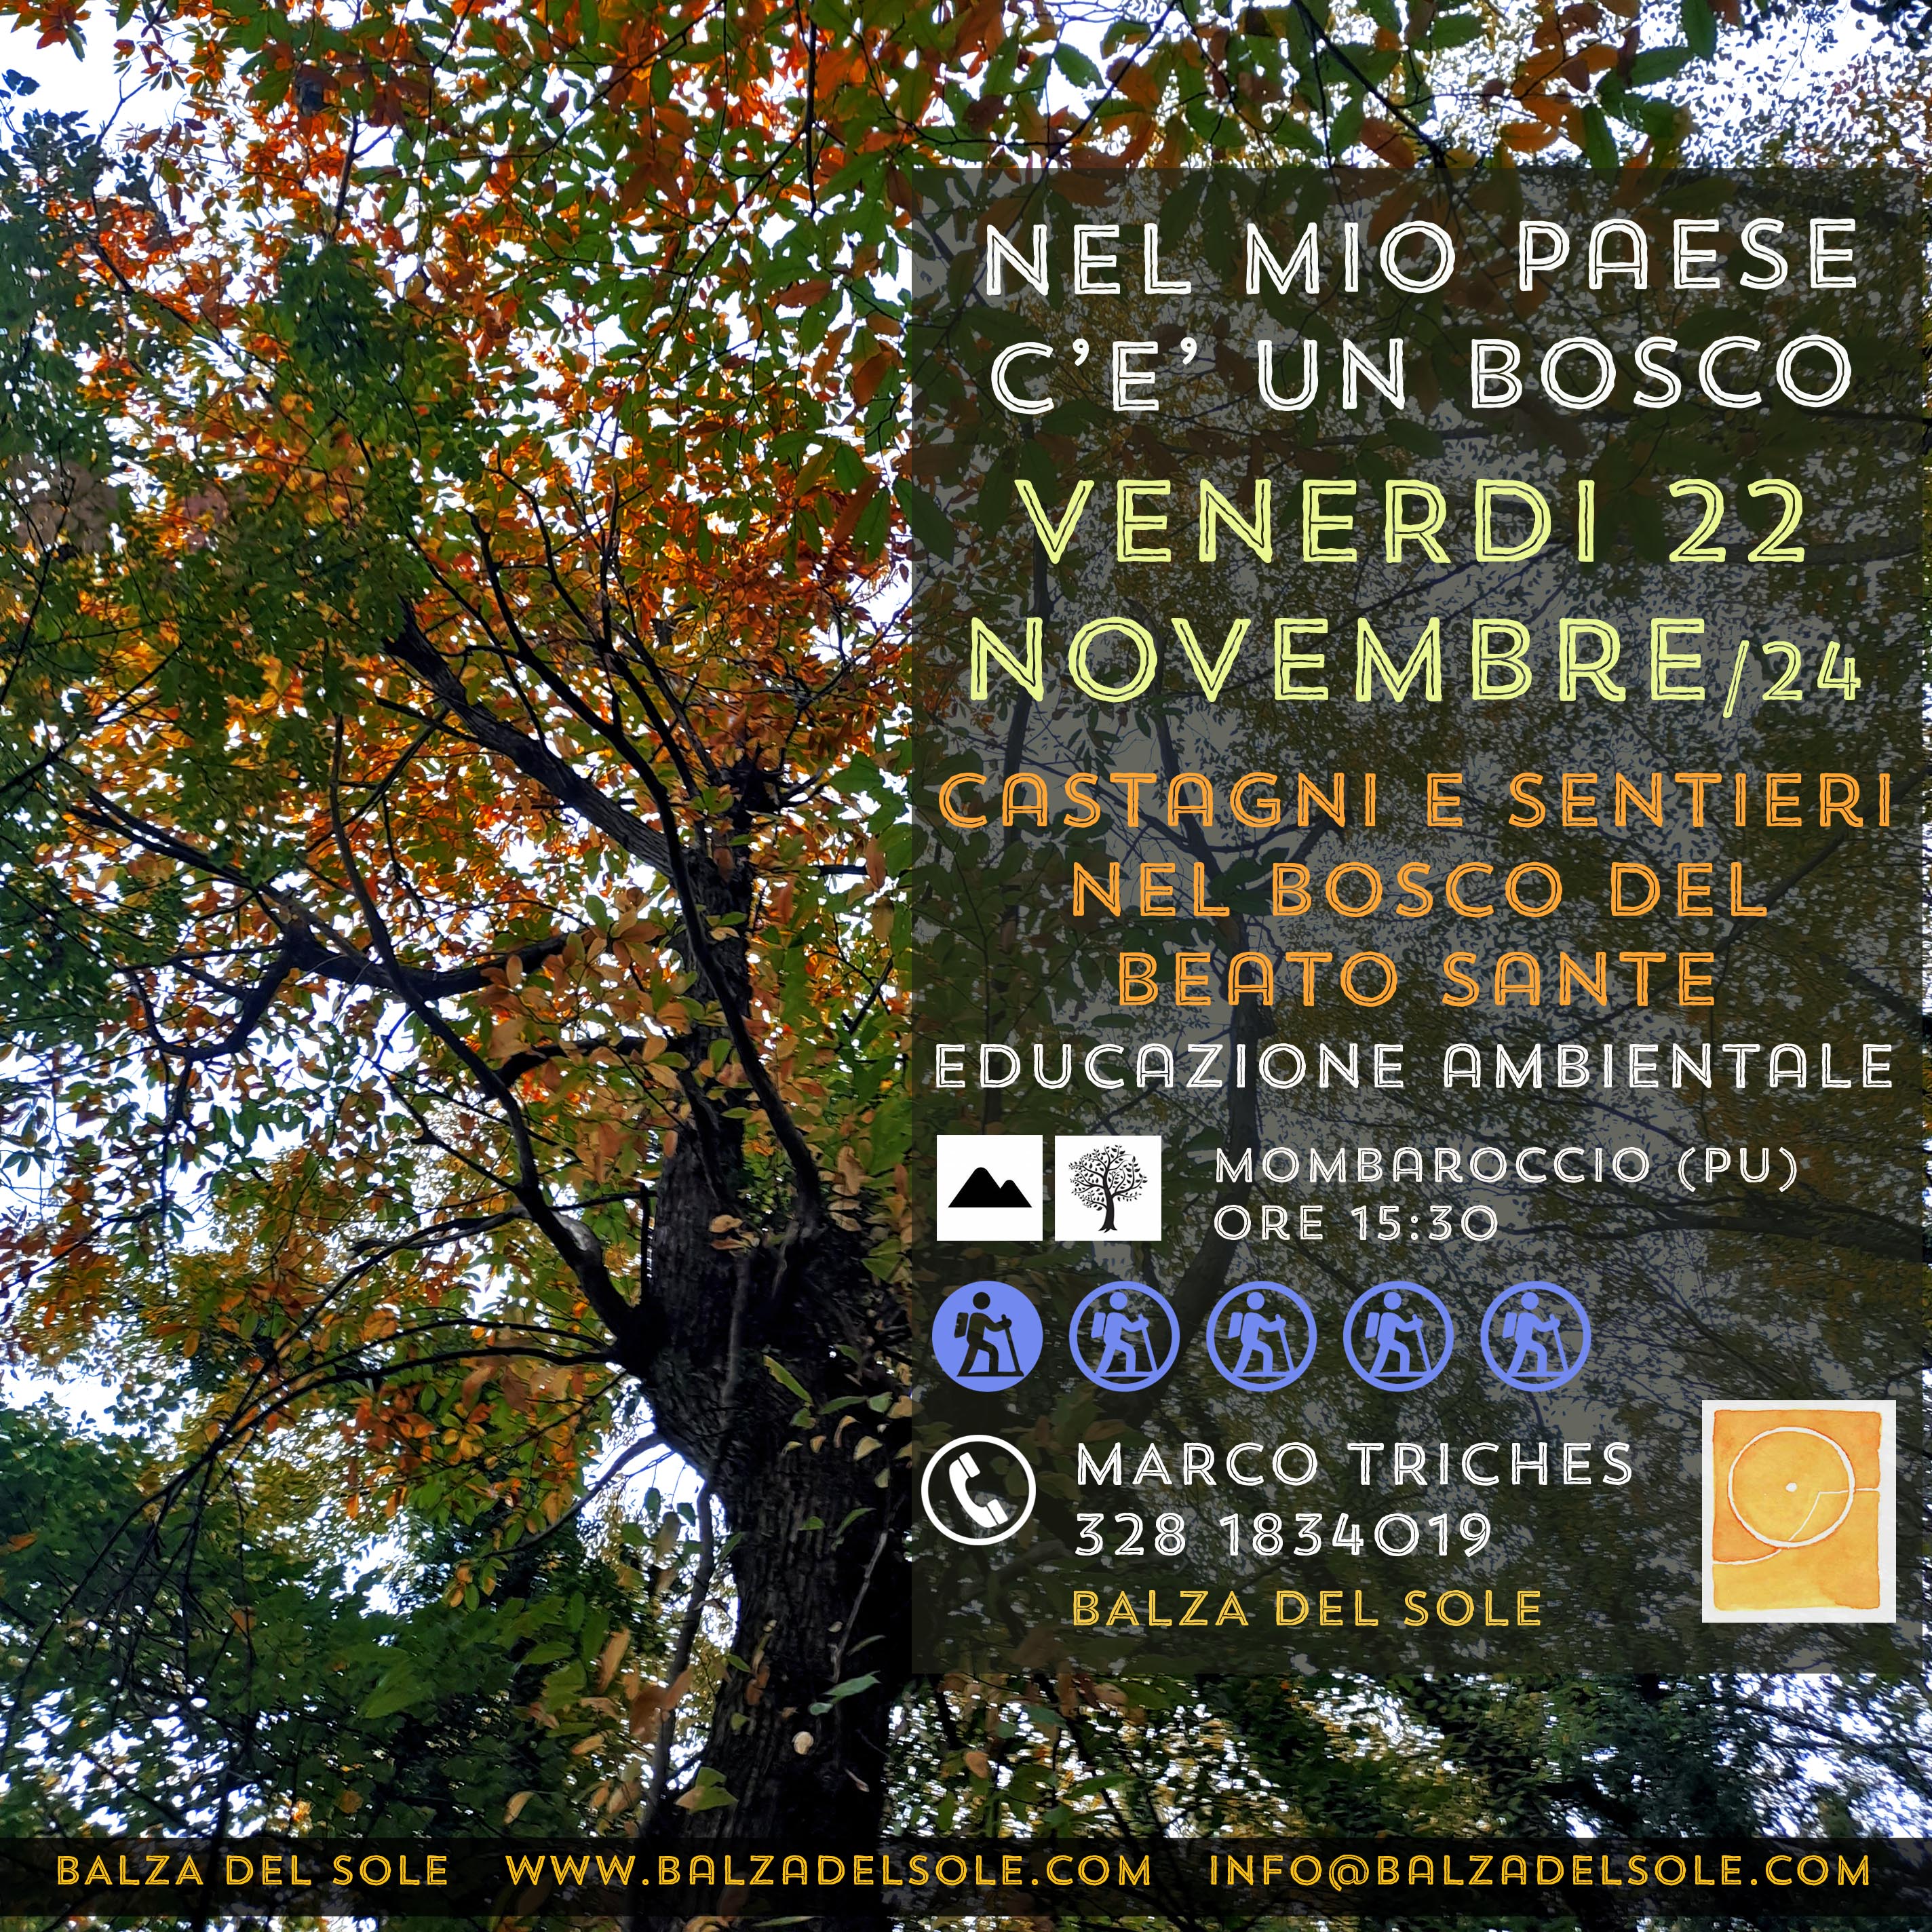 NEL MIO PAESE
C'E' UN BOSCO
VENERDI 22
NOVEMBRE/24
CASTAGNI E SENTIERI
NEL BOSCO DEL
BEATO SANTE
EDUCAZIONE AMBIENTALE
MOMBAROCCIO (PU)
ORE 15:30
MARCO TRICHES
328 1834019
BALZA DEL SOLE
BALZA DEL SOLE WWW.BALZADELSOLE.COM INFO@BALZADELSOLE.COM